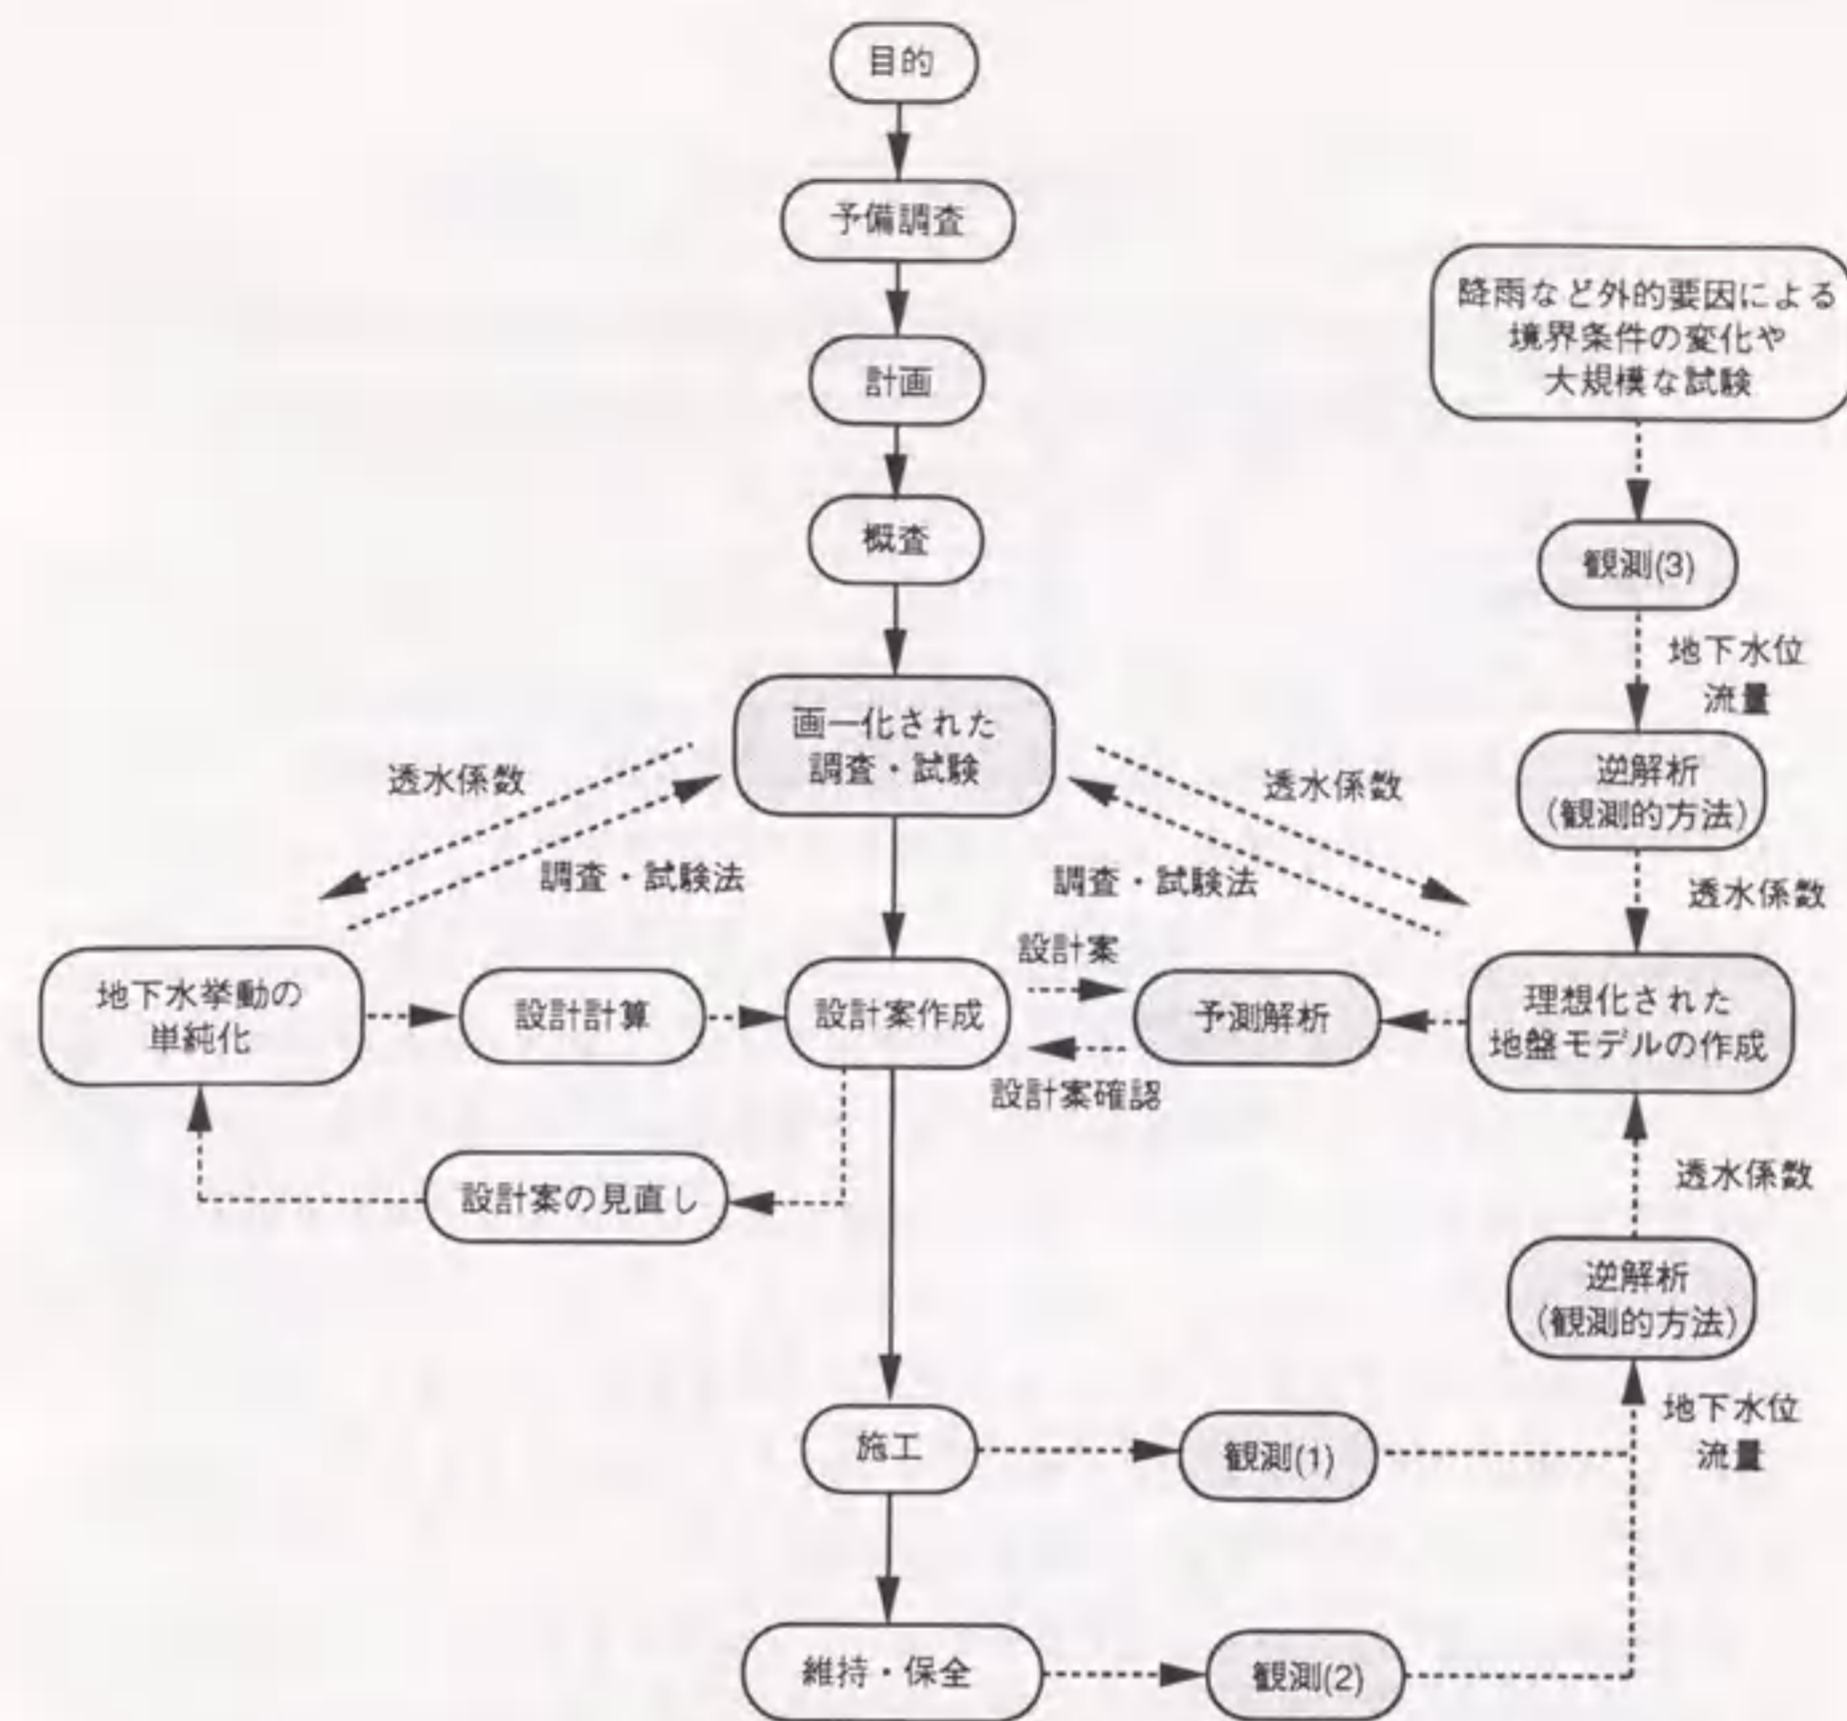 目的
予備調査
計画
概査
降雨など外的要因による
境界条件の変化や
大規模な試験
観測(3)
地下水位
流量
逆解析
(観測的方法)
透水係数
画一化された
調査・試験
透水係数
調査・試験法
透水係数
調査・試験法
地下水挙動の
単純化
設計計算
設計案作成
設計案
予測解析
設計案確認
理想化された
地盤モデルの作成
設計案の見直し
透水係数
逆解析
(観測的方法)
地下水位
流量
施工
観測(1)
維持・保全
観測(2)